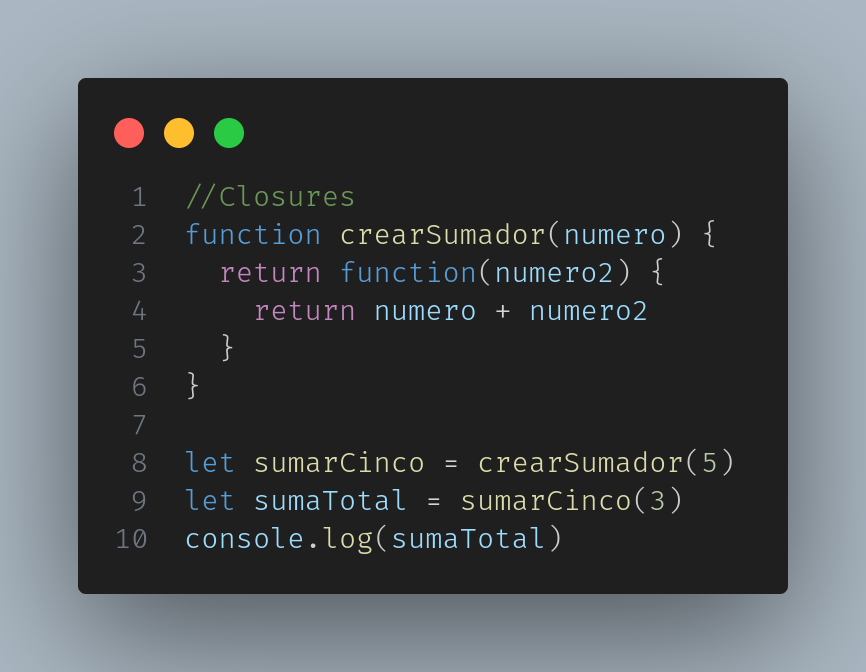 1 //Closures
2 function crearSumador(numero) {
3   return function(numero2) {
4     return numero + numero2
5   }
6 }
7
8 let sumarCinco = crearSumador(5)
9 let sumaTotal = sumarCinco(3)
10 console.log(sumaTotal)